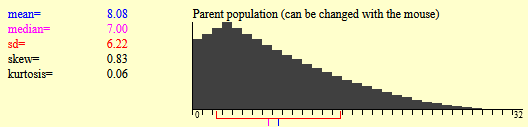 mean= 8.08
median= 7.00
sd= 6.22
skew= 0.83
kurtosis= 0.06
Parent population (can be changed with the mouse)
0 32